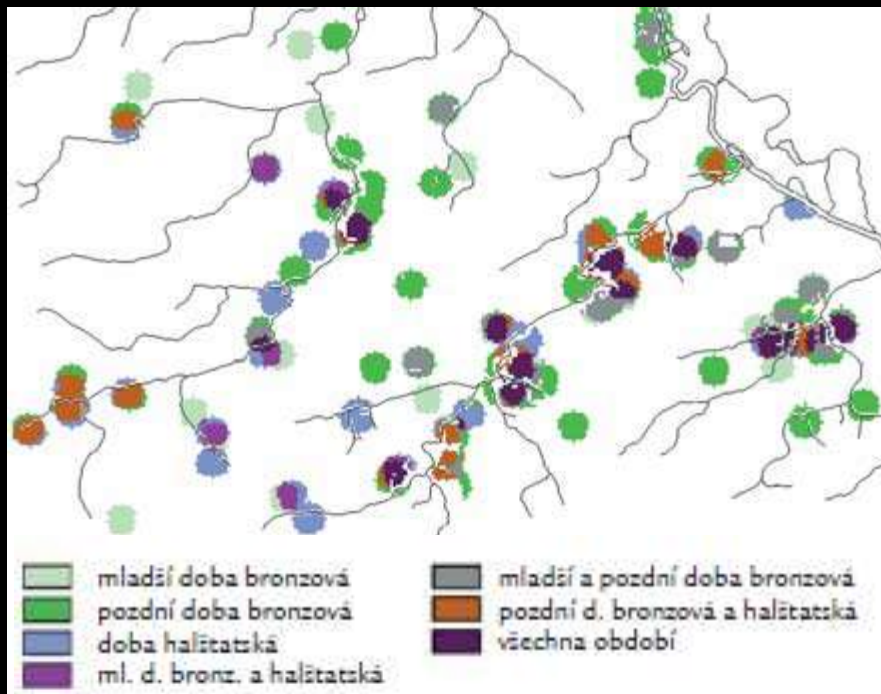 mladší doba bronzová
pozdní doba bronzová
doba halštatská
ml. d. bronz. a halštatská
mladší a pozdní doba bronzová
pozdní d. bronzová a halštatská
všechna období